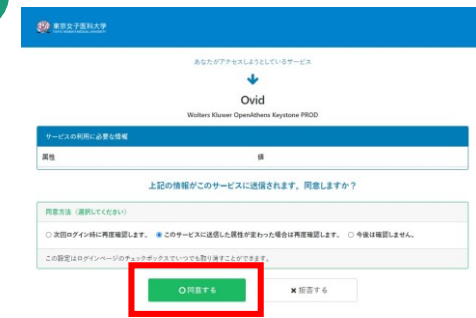 東京女子医科大学
TOKYO WOMEN'S MEDICAL UNIVERSITY
あなたがアクセスしようとしているサービス
Ovid
Wolters Kluwer OpenAthens Keystone PROD
サービスの利用に必要な情報
属性 値
上記の情報がこのサービスに送信されます。同意しますか？
同意方法（選択してください）
次回ログイン時に再度確認します。 このサービスに送信した属性が変わった場合は再度確認します。 今後は確認しません。
この設定はログインページのチェックボックスでいつでも取り消すことができます。
同意する 拒否する